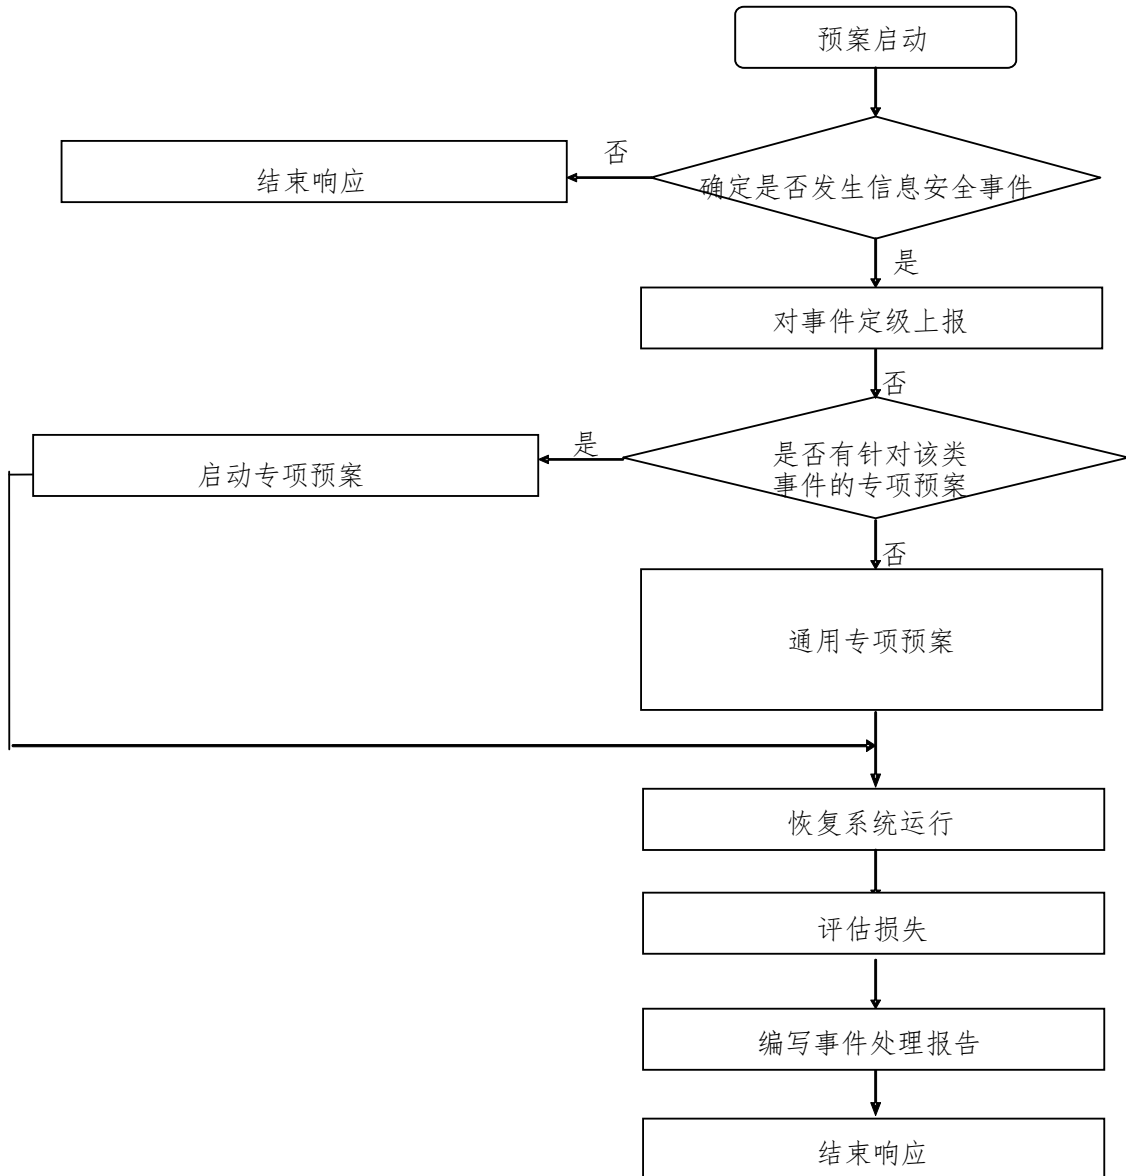 预案启动
否
结束响应
确定是否发生信息安全事件
是
对事件定级上报
否
是
是否有针对该类
事件的专项预案
启动专项预案
否
通用专项预案
恢复系统运行
评估损失
编写事件处理报告
结束响应